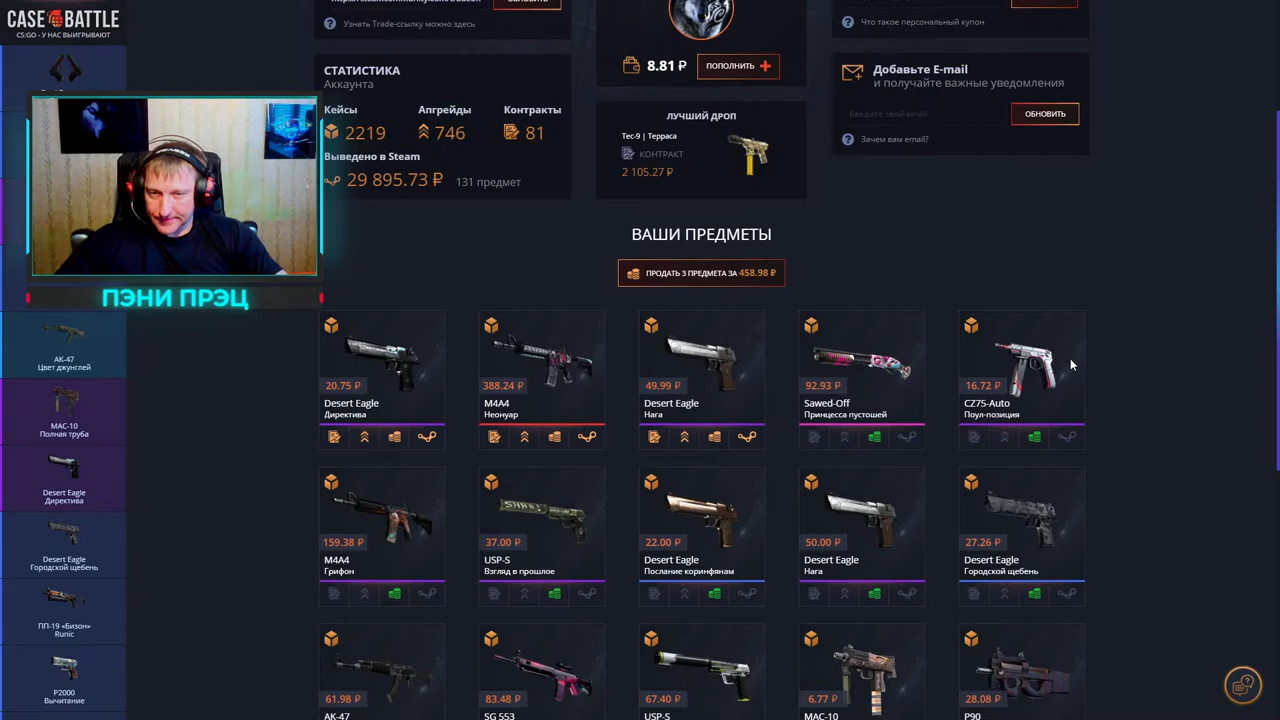 CASE BATTLE
CS:GO - У НАС ВЫИГРЫВАЮТ
ОБНОВИТЬ
Узнать Trade-ссылку можно здесь
Что такое персональный купон
8.81 ₽
ПОПОЛНИТЬ
СТАТИСТИКА
Аккаунта
Кейсы
Апгрейды
Контракты
2219
746
81
Выведено в Steam
29 895.73 ₽
131 предмет
ЛУЧШИЙ ДРОП
Tec-9 | Терраса
КОНТРАКТ
2 105.27 ₽
Добавьте E-mail
и получайте важные уведомления
Введите свой email
ОБНОВИТЬ
Зачем вам email?
ПЭНИ ПРЭЦ
ВАШИ ПРЕДМЕТЫ
ПРОДАТЬ 3 ПРЕДМЕТА ЗА 458.98 ₽
АК-47
Цвет джунглей
MAC-10
Полная труба
Desert Eagle
Директива
Desert Eagle
Городской щебень
ПП-19 «Бизон»
Runic
P2000
Вычитание
20.75 ₽
Desert Eagle
Директива
388.24 ₽
M4A4
Неонуар
49.99 ₽
Desert Eagle
Нага
92.93 ₽
Sawed-Off
Принцесса пустошей
16.72 ₽
CZ75-Auto
Поул-позиция
159.38 ₽
M4A4
Грифон
37.00 ₽
USP-S
Взгляд в прошлое
22.00 ₽
Desert Eagle
Послание коринфянам
50.00 ₽
Desert Eagle
Нага
27.26 ₽
Desert Eagle
Городской щебень
61.98 ₽
АК-47
83.48 ₽
SG 553
67.40 ₽
USP-S
6.77 ₽
MAC-10
28.08 ₽
P90